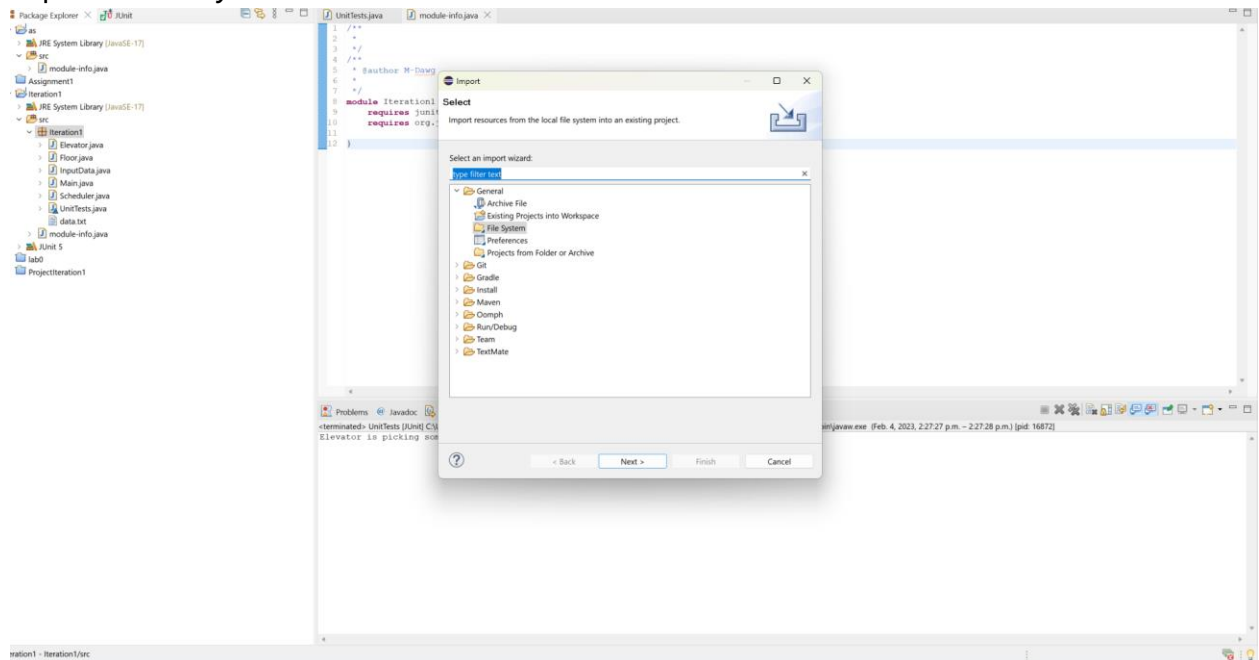 Package Explorer
JUnit
as
JRE System Library [JavaSE-17]
src
module-info.java
Assignment1
Iteration1
JRE System Library [JavaSE-17]
src
Iteration1
Elevator.java
Floor.java
InputData.java
Main.java
Scheduler.java
UnitTests.java
data.txt
module-info.java
JUnit 5
lab0
ProjectIteration1
UnitTests.java
module-info.java
1 /**
2 *
3 */
4 /**
5 * @author M-Dawg
6 *
7 */
8 module Iteration1
9 requires junit
10 requires org.j
11
12 }
Import
Select
Import resources from the local file system into an existing project.
Select an import wizard:
type filter text
General
Archive File
Existing Projects into Workspace
File System
Preferences
Projects from Folder or Archive
Git
Gradle
Install
Maven
Oomph
Run/Debug
Team
TextMate
< Back
Next >
Finish
Cancel
Problems
Javadoc
<terminated> UnitTests [JUnit] C:\
bin\javaw.exe (Feb. 4, 2023, 2:27:27 p.m. – 2:27:28 p.m.) [pid: 16872]
Elevator is picking som
eration1 - Iteration1/src